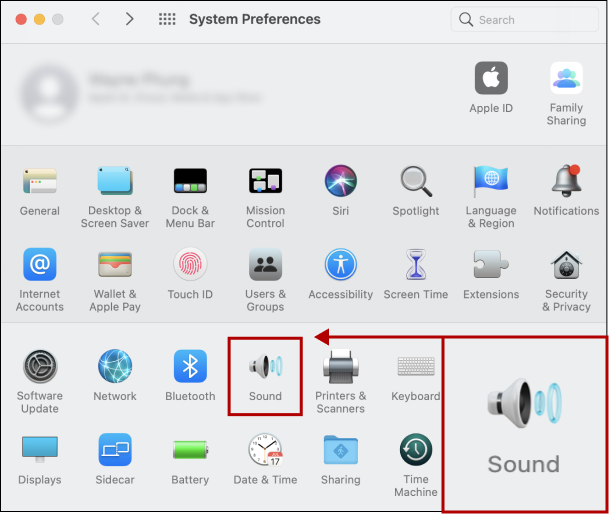 System Preferences
Search
Apple ID
Family
Sharing
General
Desktop &
Screen Saver
Dock &
Menu Bar
Mission
Control
Siri
Spotlight
Language
& Region
Notifications
Internet
Accounts
Wallet &
Apple Pay
Touch ID
Users &
Groups
Accessibility
Screen Time
Extensions
Security
& Privacy
Software
Update
Network
Bluetooth
Sound
Printers &
Scanners
Keyboard
Sound
Displays
Sidecar
Battery
JUL
17
Date & Time
Sharing
Time
Machine